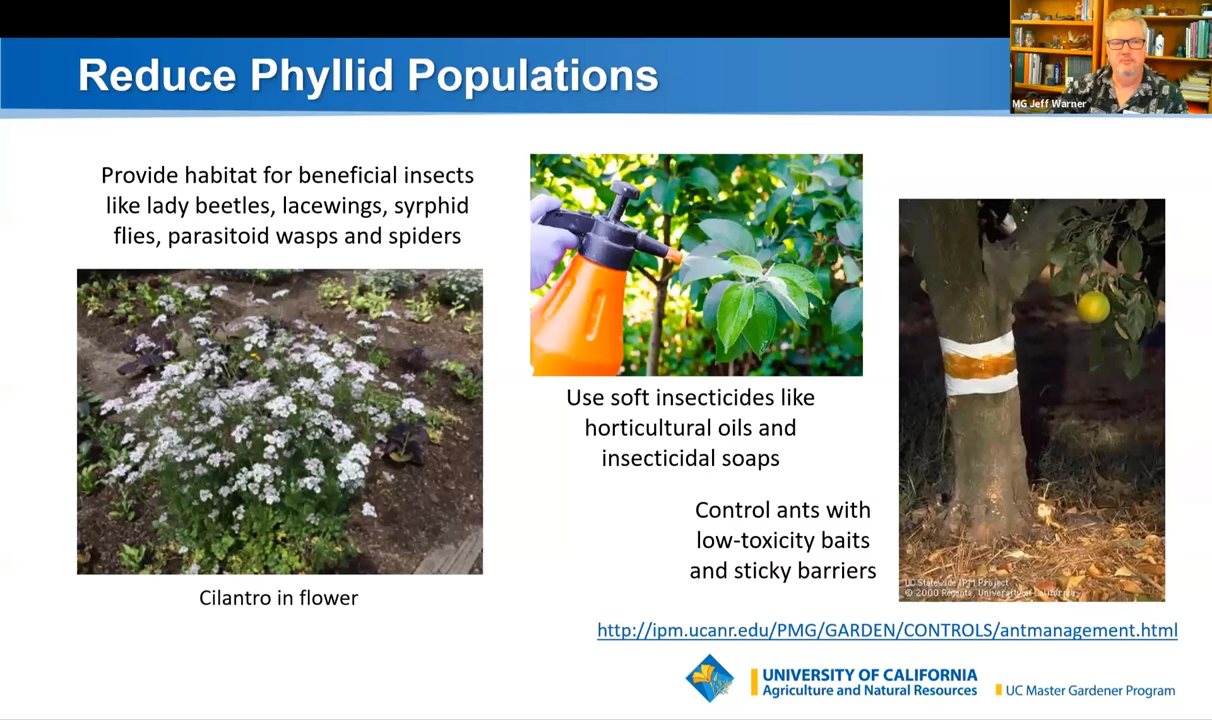 Reduce Phyllid Populations
MG Jeff Warner
Provide habitat for beneficial insects
like lady beetles, lacewings, syrphid
flies, parasitoid wasps and spiders
Cilantro in flower
Use soft insecticides like
horticultural oils and
insecticidal soaps
Control ants with
low-toxicity baits
and sticky barriers
UC Statewide IPM Project
© 2000 Regents, University of California
http://ipm.ucanr.edu/PMG/GARDEN/CONTROLS/antmanagement.html
UNIVERSITY OF CALIFORNIA
Agriculture and Natural Resources
UC Master Gardener Program